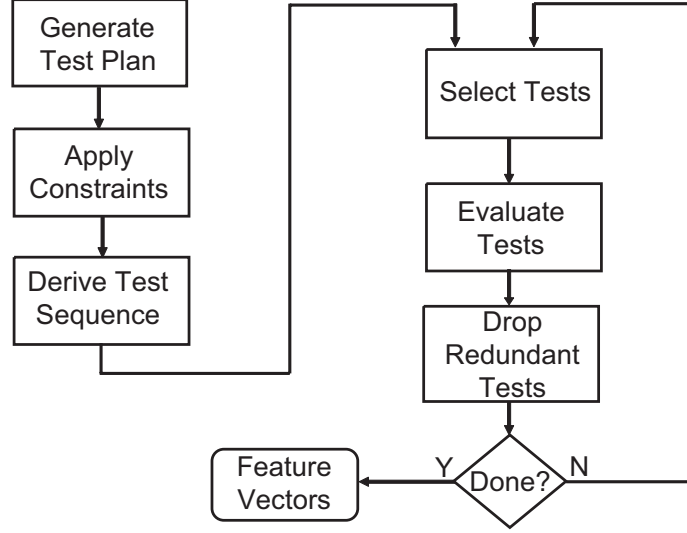 Generate
Test Plan
Apply
Constraints
Derive Test
Sequence
Select Tests
Evaluate
Tests
Drop
Redundant
Tests
Done?
Y
N
Feature
Vectors